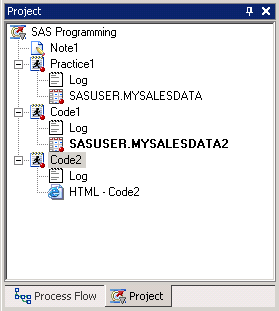 Project
SAS Programming
Note1
Practice1
Log
SASUSER.MYSALESDATA
Code1
Log
SASUSER.MYSALESDATA2
Code2
Log
HTML - Code2
Process Flow Project